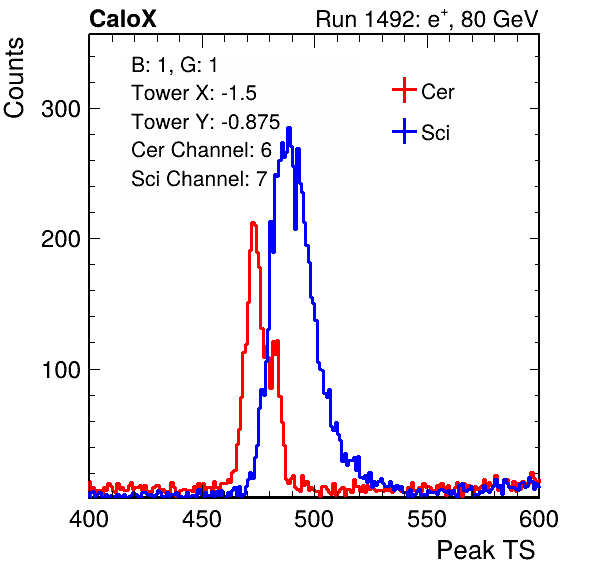 CaloX Run 1492: e+, 80 GeV
Counts
B: 1, G: 1
Tower X: -1.5
Tower Y: -0.875
Cer Channel: 6
Sci Channel: 7
Cer
Sci
300
200
100
400 450 500 550 600
Peak TS